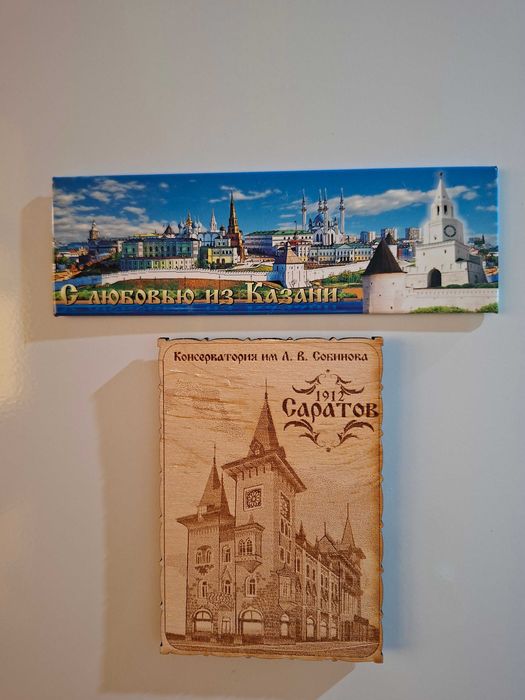 С любовью из Казани
Консерватория им Л. В. Собинова
1912
Саратов